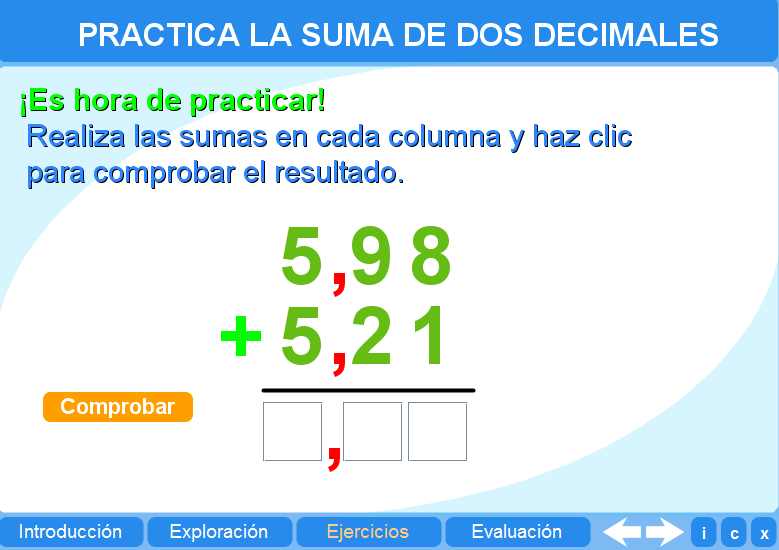 PRACTICA LA SUMA DE DOS DECIMALES
¡Es hora de practicar!
Realiza las sumas en cada columna y haz clic
para comprobar el resultado.
5,98
+ 5,21
,
Comprobar
Introducción Exploración Ejercicios Evaluación i c x